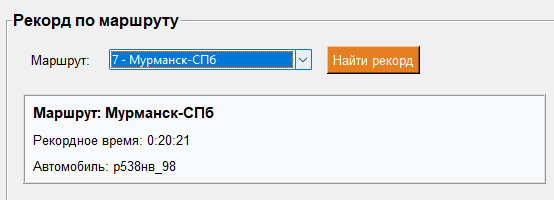 Рекорд по маршруту
Маршрут: 7 - Мурманск-СПб Найти рекорд
Маршрут: Мурманск-СПб
Рекордное время: 0:20:21
Автомобиль: р538нв_98